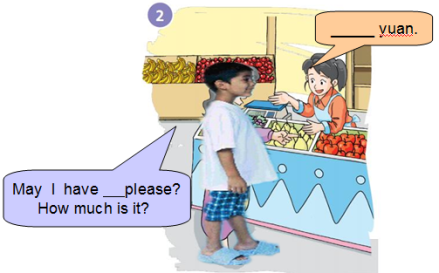 2
_____ yuan.
May I have ___please?
How much is it?